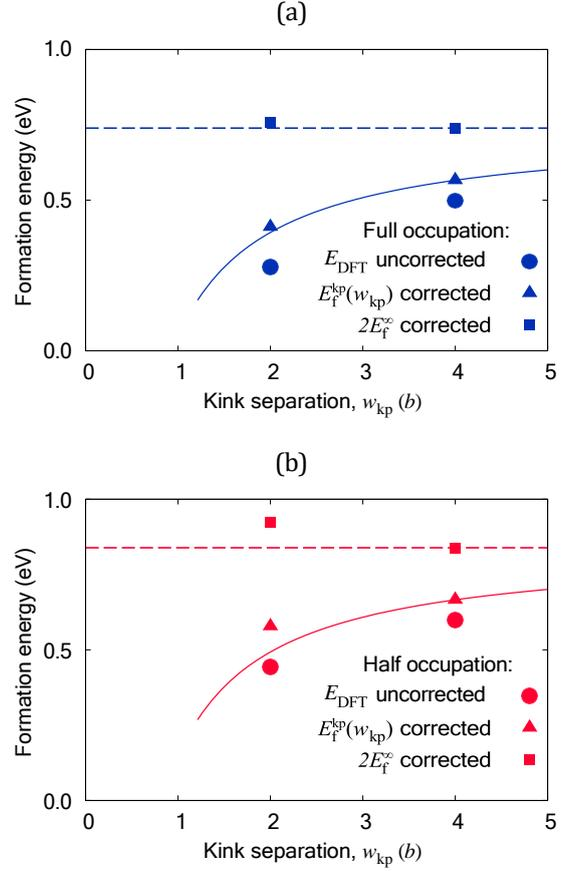 (a)
1.0
0.5
0.0
Formation energy (eV)
Full occupation:
E_DFT uncorrected
E_f^kp(w_kp) corrected
2E_f^∞ corrected
0 1 2 3 4 5
Kink separation, w_kp (b)
(b)
1.0
0.5
0.0
Formation energy (eV)
Half occupation:
E_DFT uncorrected
E_f^kp(w_kp) corrected
2E_f^∞ corrected
0 1 2 3 4 5
Kink separation, w_kp (b)